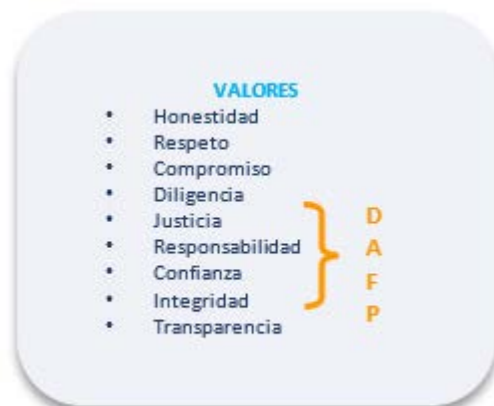 VALORES
• Honestidad
• Respeto
• Compromiso
• Diligencia
• Justicia
• Responsabilidad
• Confianza
• Integridad
• Transparencia
D
A
F
P